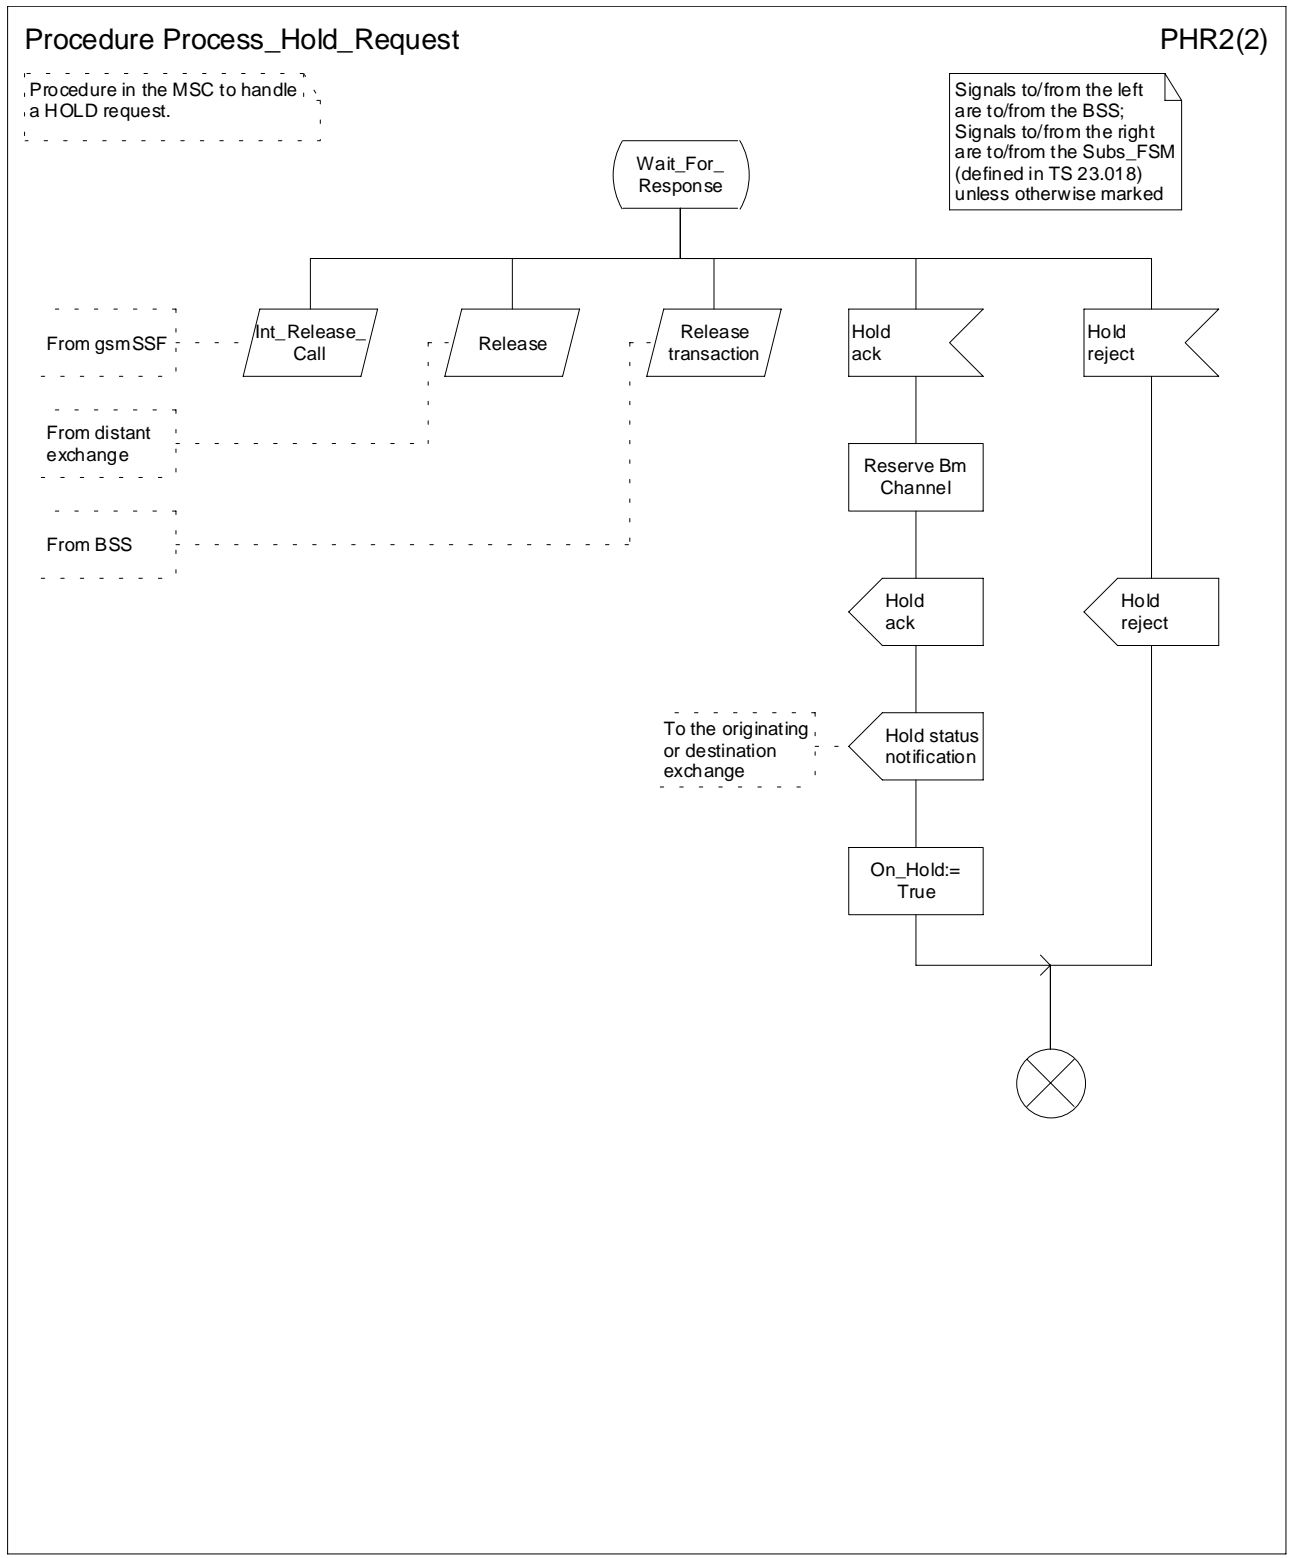 Procedure Process_Hold_Request
PHR2(2)
Procedure in the MSC to handle
a HOLD request.
Signals to/from the left
are to/from the BSS;
Signals to/from the right
are to/from the Subs_FSM
(defined in TS 23.018)
unless otherwise marked
Wait_For_
Response
From gsmSSF
Int_Release_
Call
Release
Release
transaction
Hold
ack
Hold
reject
From distant
exchange
Reserve Bm
Channel
From BSS
Hold
ack
Hold
reject
To the originating
or destination
exchange
Hold status
notification
On_Hold:=
True